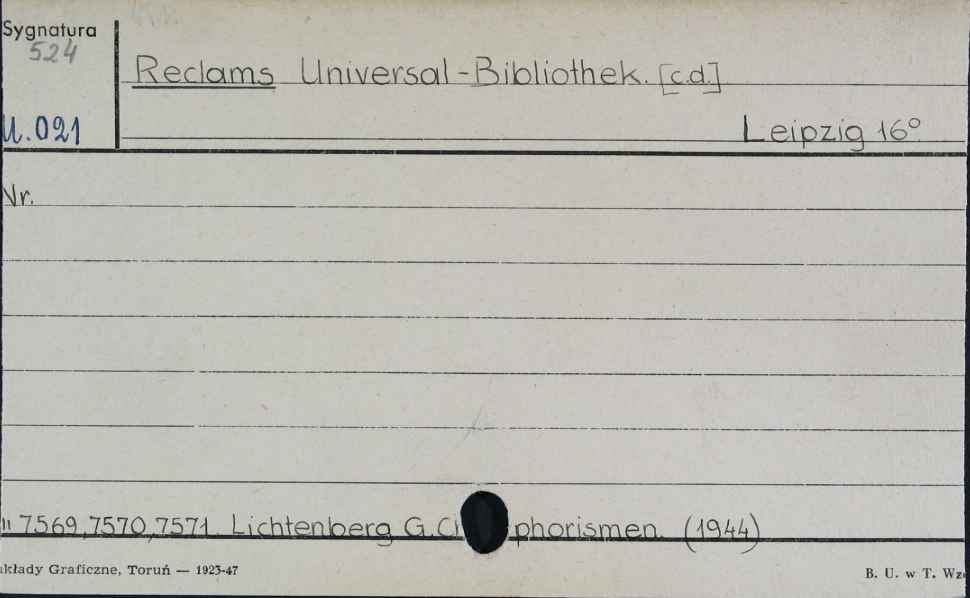 Sygnatura
524
Reclams Universal-Bibliothek. [c.d.]
U.021
Leipzig 16°
Nr.
" 7569, 7570, 7571 Lichtenberg G.C. phorismen. (1944)
kłady Graficzne, Toruń — 1923-47
B. U. w T. Wz